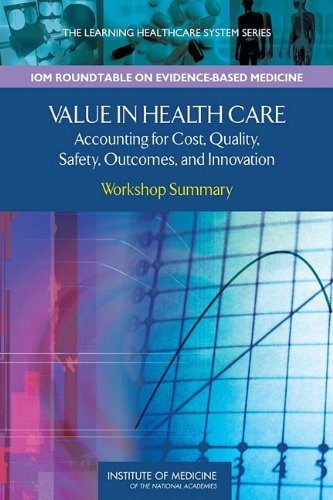 THE LEARNING HEALTHCARE SYSTEM SERIES
IOM ROUNDTABLE ON EVIDENCE-BASED MEDICINE
VALUE IN HEALTH CARE
Accounting for Cost, Quality,
Safety, Outcomes, and Innovation
Workshop Summary
3 4 5
INSTITUTE OF MEDICINE
OF THE NATIONAL ACADEMIES